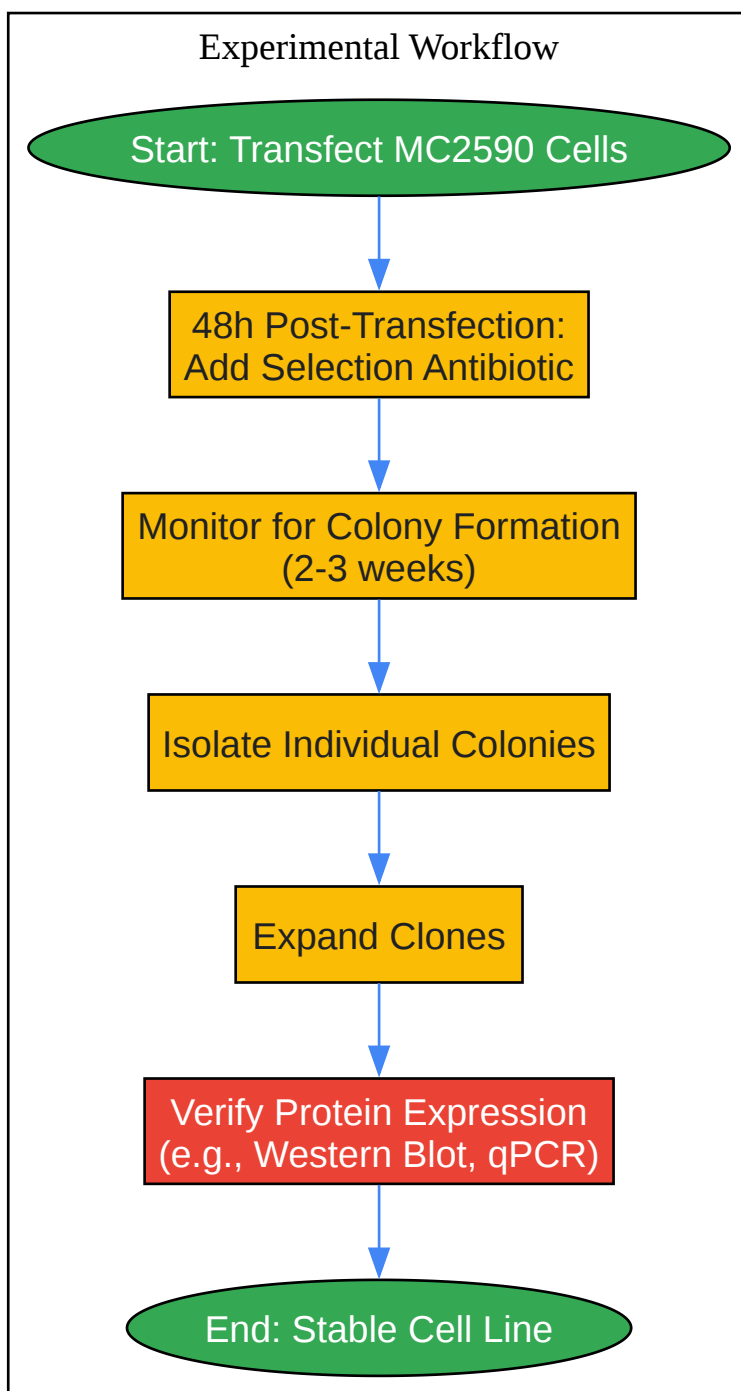 Experimental Workflow
Start: Transfect MC2590 Cells
48h Post-Transfection:
Add Selection Antibiotic
Monitor for Colony Formation
(2-3 weeks)
Isolate Individual Colonies
Expand Clones
Verify Protein Expression
(e.g., Western Blot, qPCR)
End: Stable Cell Line